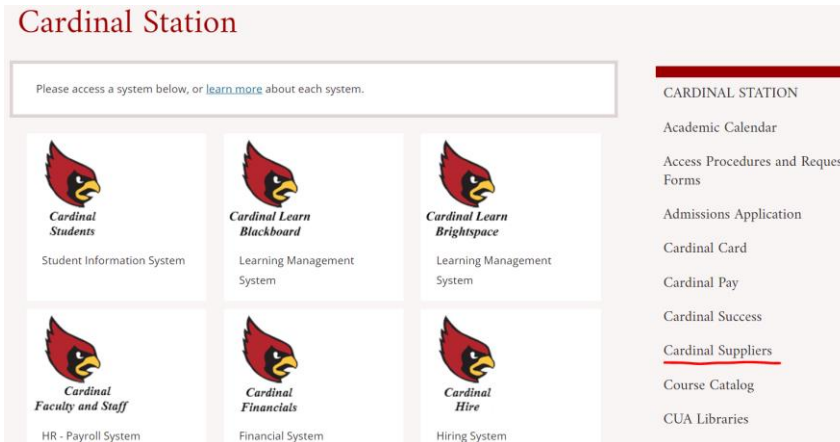 Cardinal Station
Please access a system below, or learn more about each system.
Cardinal
Students
Student Information System
Cardinal Learn
Blackboard
Learning Management
System
Cardinal Learn
Brightspace
Learning Management
System
Cardinal
Faculty and Staff
HR - Payroll System
Cardinal
Financials
Financial System
Cardinal
Hire
Hiring System
CARDINAL STATION
Academic Calendar
Access Procedures and Reques
Forms
Admissions Application
Cardinal Card
Cardinal Pay
Cardinal Success
Cardinal Suppliers
Course Catalog
CUA Libraries